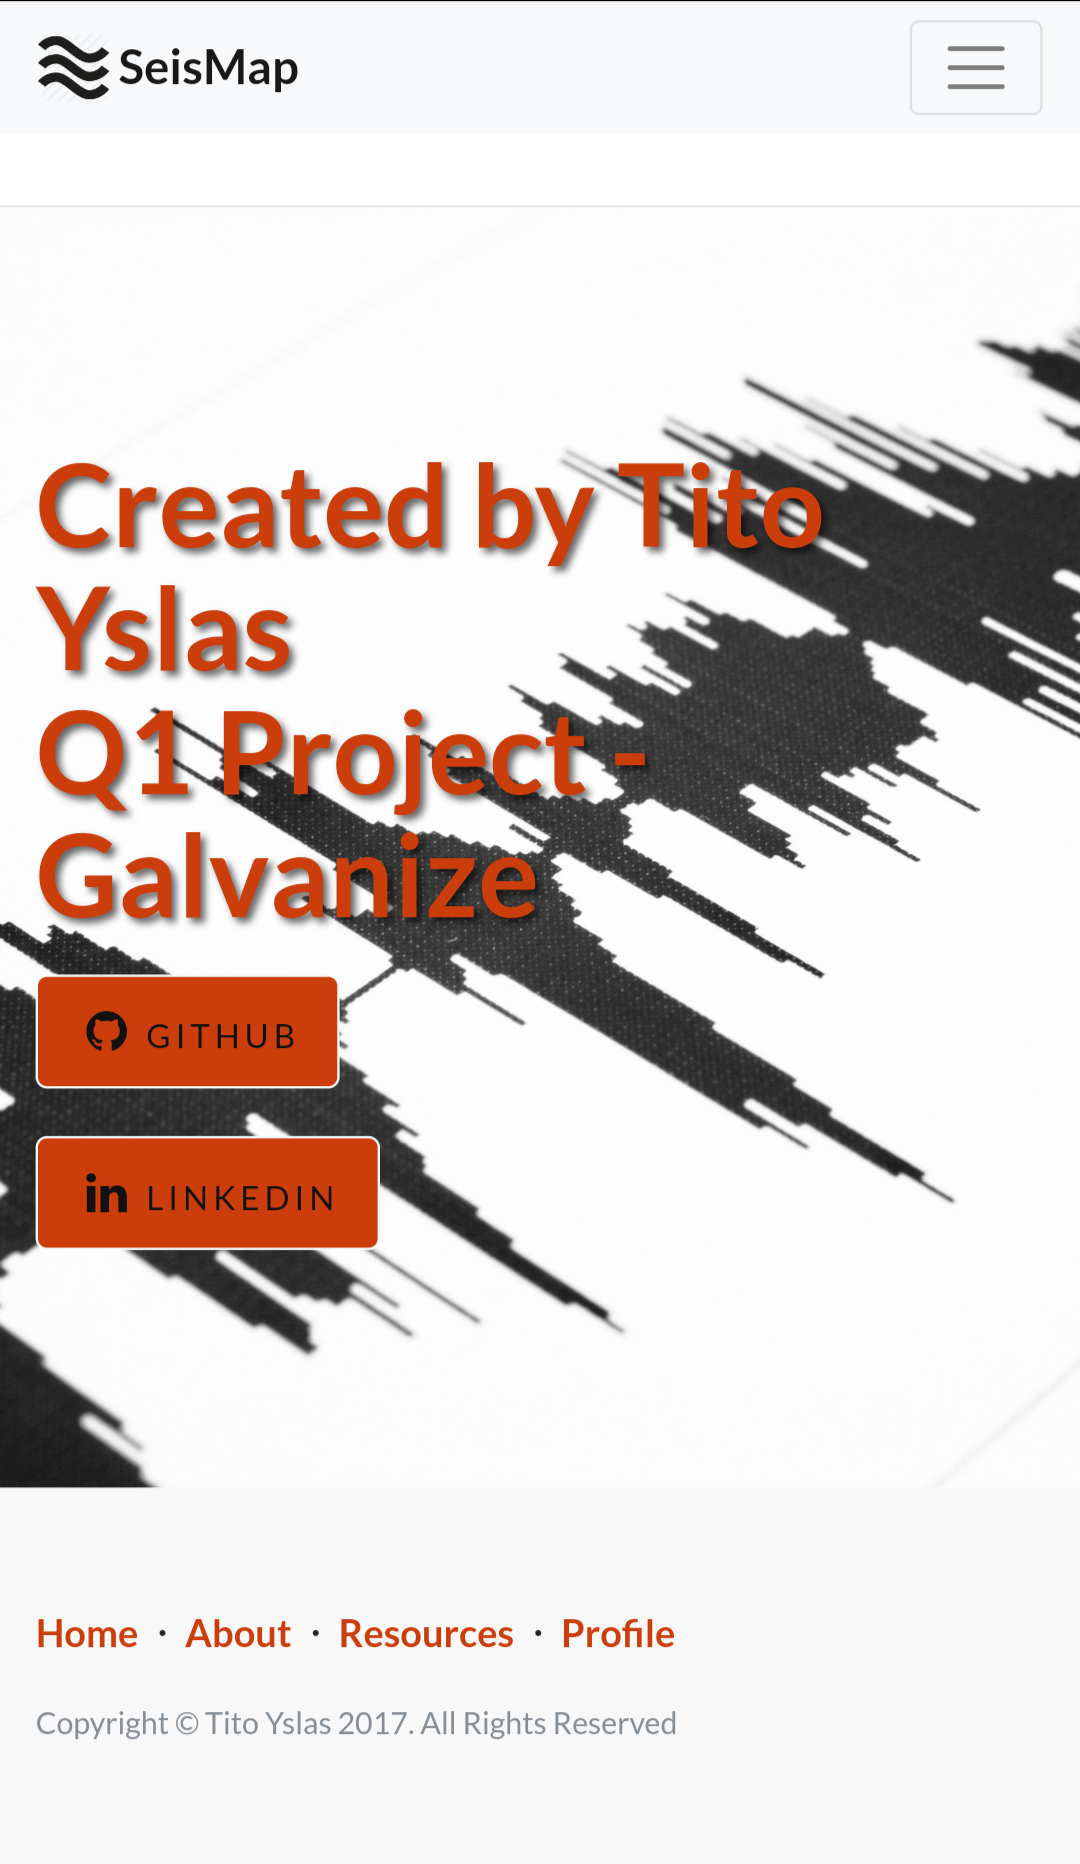 SeisMap
Created by Tito
Yslas
Q1 Project -
Galvanize
GITHUB
LINKEDIN
Home · About · Resources · Profile
Copyright © Tito Yslas 2017. All Rights Reserved